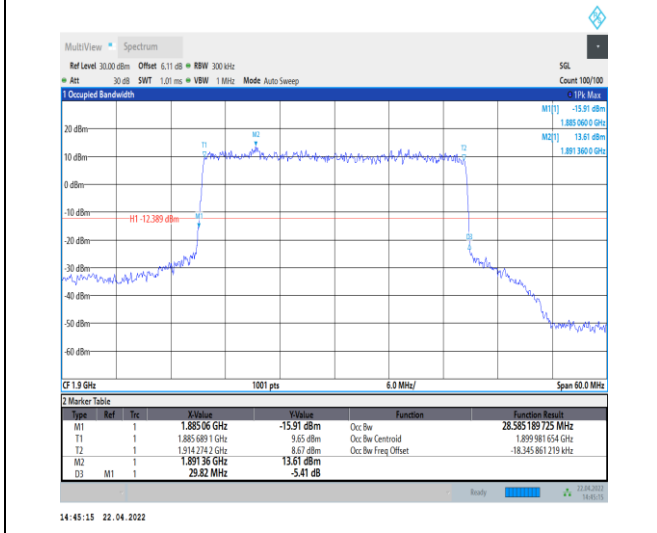 MultiView Spectrum
Ref Level 30.00 dBm Offset 6.11 dB RBW 300 kHz SGL
Att 30 dB SWT 1.01 ms VBW 1 MHz Mode Auto Sweep Count 100/100
1 Occupied Bandwidth 1Pk Max
M1[1] -15.91 dBm
1.885 060 0 GHz
M2[1] 13.61 dBm
1.891 360 0 GHz
20 dBm
M2
T1
T2
10 dBm
0 dBm
-10 dBm
H1 -12.389 dBm
M1
-20 dBm
D3
-30 dBm
-40 dBm
-50 dBm
-60 dBm
CF 1.9 GHz 1001 pts 6.0 MHz/ Span 60.0 MHz
2 Marker Table
Type Ref Trc X-Value Y-Value Function Function Result
M1 1 1.88506 GHz -15.91 dBm Occ Bw 28.585 189 725 MHz
T1 1 1.885 689 1 GHz 9.65 dBm Occ Bw Centroid 1.899 981 654 GHz
T2 1 1.914 274 2 GHz 8.67 dBm Occ Bw Freq Offset -18.345 861 219 kHz
M2 1 1.891 36 GHz 13.61 dBm
D3 M1 1 29.82 MHz -5.41 dB
Ready 22.04.2022
14:45:15
14:45:15 22.04.2022